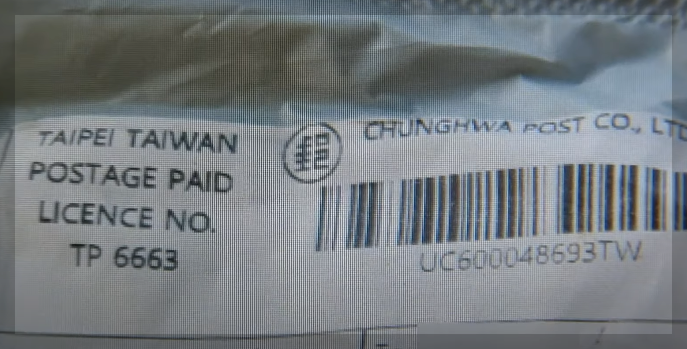 TAIPEI TAIWAN
POSTAGE PAID
LICENCE NO.
TP 6663
CHUNGHWA POST CO., LTD
UC600048693TW